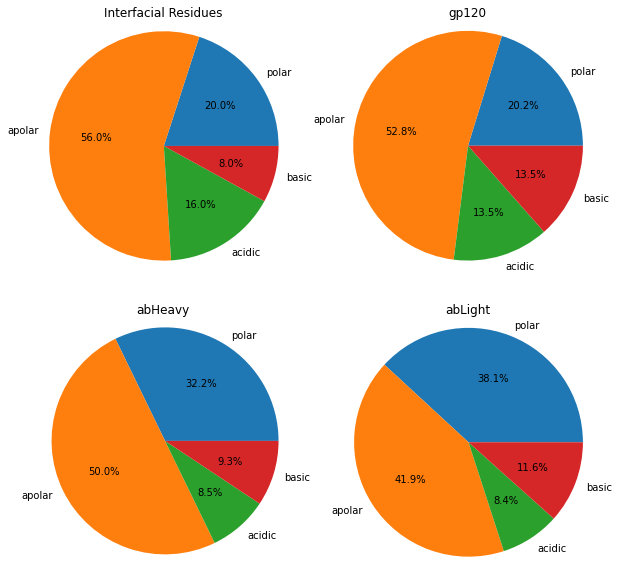 Interfacial Residues
polar
20.0%
apolar
56.0%
8.0%
basic
16.0%
acidic
gp120
polar
20.2%
apolar
52.8%
13.5%
basic
13.5%
acidic
abHeavy
polar
32.2%
50.0%
apolar
9.3%
basic
8.5%
acidic
abLight
polar
38.1%
41.9%
apolar
11.6%
basic
8.4%
acidic